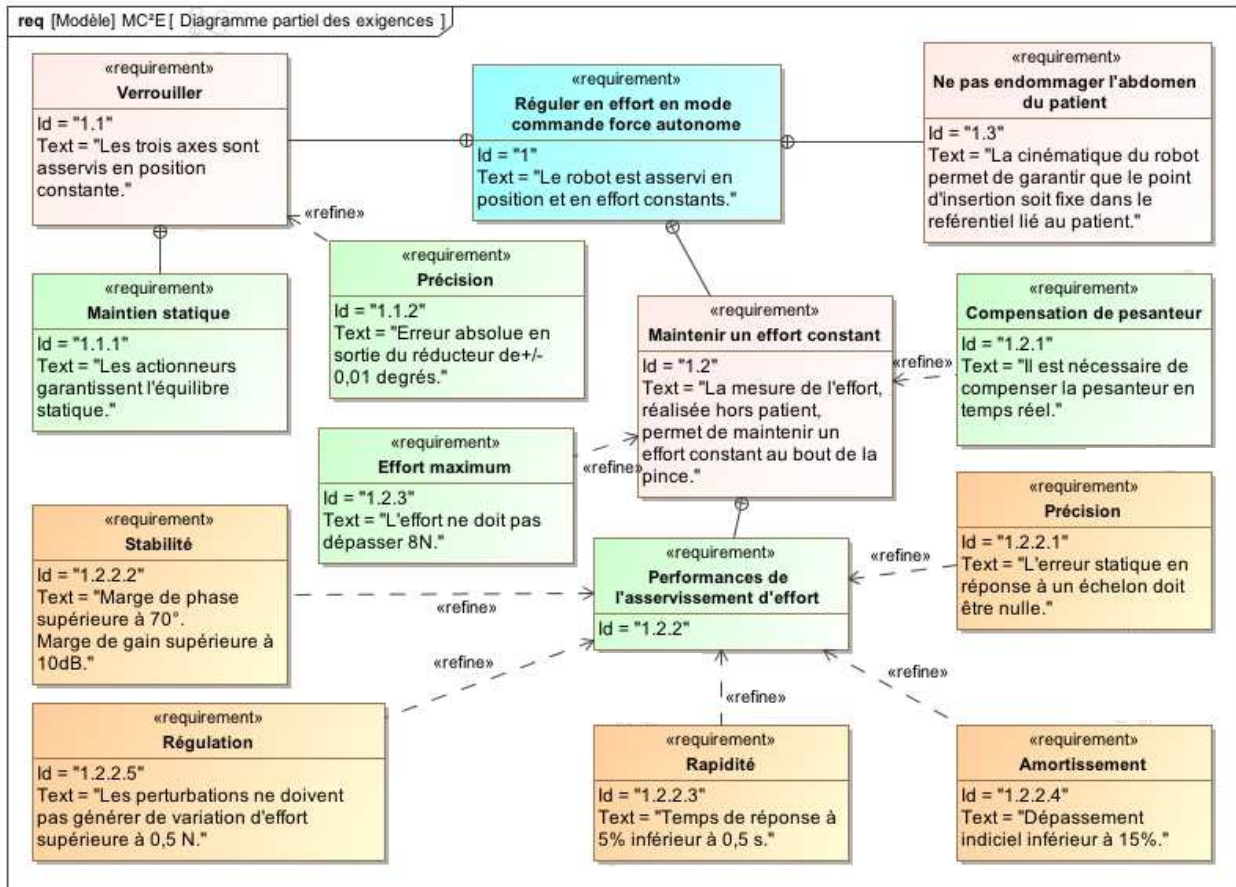 req [Modèle] MC²E [ Diagramme partiel des exigences ]
«requirement»
Verrouiller
Id = "1.1"
Text = "Les trois axes sont
asservis en position
constante."
«requirement»
Réguler en effort en mode
commande force autonome
Id = "1"
Text = "Le robot est asservi en
position et en effort constants."
«requirement»
Ne pas endommager l'abdomen
du patient
Id = "1.3"
Text = "La cinématique du robot
permet de garantir que le point
d'insertion soit fixe dans le
reférentiel lié au patient."
«refine»
«requirement»
Maintien statique
Id = "1.1.1"
Text = "Les actionneurs
garantissent l'équilibre
statique."
«requirement»
Précision
Id = "1.1.2"
Text = "Erreur absolue en
sortie du réducteur de+/-
0,01 degrés."
«requirement»
Maintenir un effort constant
Id = "1.2"
Text = "La mesure de l'effort,
réalisée hors patient,
permet de maintenir un
effort constant au bout de la
pince."
«refine»
«requirement»
Compensation de pesanteur
Id = "1.2.1"
Text = "Il est nécessaire de
compenser la pesanteur en
temps réel."
«requirement»
Effort maximum
Id = "1.2.3"
Text = "L'effort ne doit pas
dépasser 8N."
«refine»
«requirement»
Stabilité
Id = "1.2.2.2"
Text = "Marge de phase
supérieure à 70°.
Marge de gain supérieure à
10dB."
«refine»
«requirement»
Performances de
l'asservissement d'effort
Id = "1.2.2"
«refine»
«requirement»
Précision
Id = "1.2.2.1"
Text = "L'erreur statique en
réponse à un échelon doit
être nulle."
«refine»
«refine»
«refine»
«requirement»
Régulation
Id = "1.2.2.5"
Text = "Les perturbations ne doivent
pas générer de variation d'effort
supérieure à 0,5 N."
«requirement»
Rapidité
Id = "1.2.2.3"
Text = "Temps de réponse à
5% inférieur à 0,5 s."
«requirement»
Amortissement
Id = "1.2.2.4"
Text = "Dépassement
indiciel inférieur à 15%."